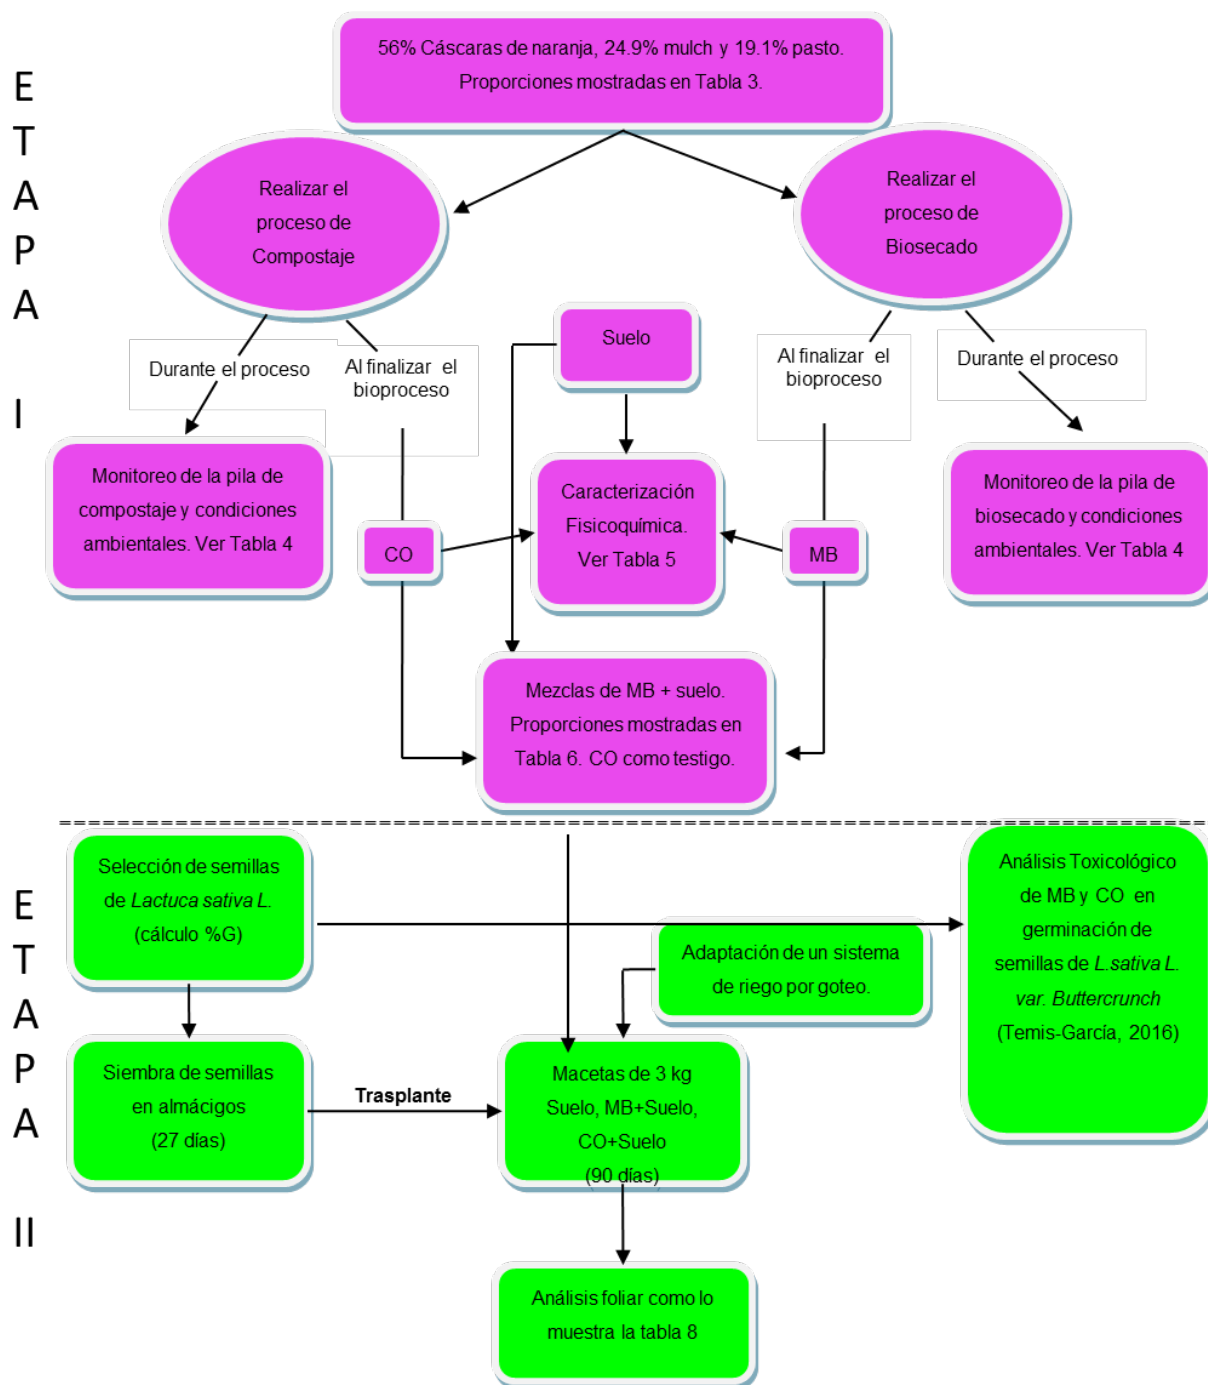 56% Cáscaras de naranja, 24.9% mulch y 19.1% pasto.
Proporciones mostradas en Tabla 3.
ETAPA I
Realizar el
proceso de
Compostaje
Realizar el
proceso de
Biosecado
Durante el proceso
Al finalizar el
bioproceso
Suelo
Al finalizar el
bioproceso
Durante el proceso
Monitoreo de la pila de
compostaje y condiciones
ambientales. Ver Tabla 4
CO
Caracterización
Fisicoquímica.
Ver Tabla 5
MB
Monitoreo de la pila de
biosecado y condiciones
ambientales. Ver Tabla 4
Mezclas de MB + suelo.
Proporciones mostradas en
Tabla 6. CO como testigo.
ETAPA II
Selección de semillas
de Lactuca sativa L.
(cálculo %G)
Adaptación de un sistema
de riego por goteo.
Análisis Toxicológico
de MB y CO en
germinación de
semillas de L.sativa L.
var. Buttercrunch
(Temis-García, 2016)
Siembra de semillas
en almácigos
(27 días)
Trasplante
Macetas de 3 kg
Suelo, MB+Suelo,
CO+Suelo
(90 días)
Análisis foliar como lo
muestra la tabla 8